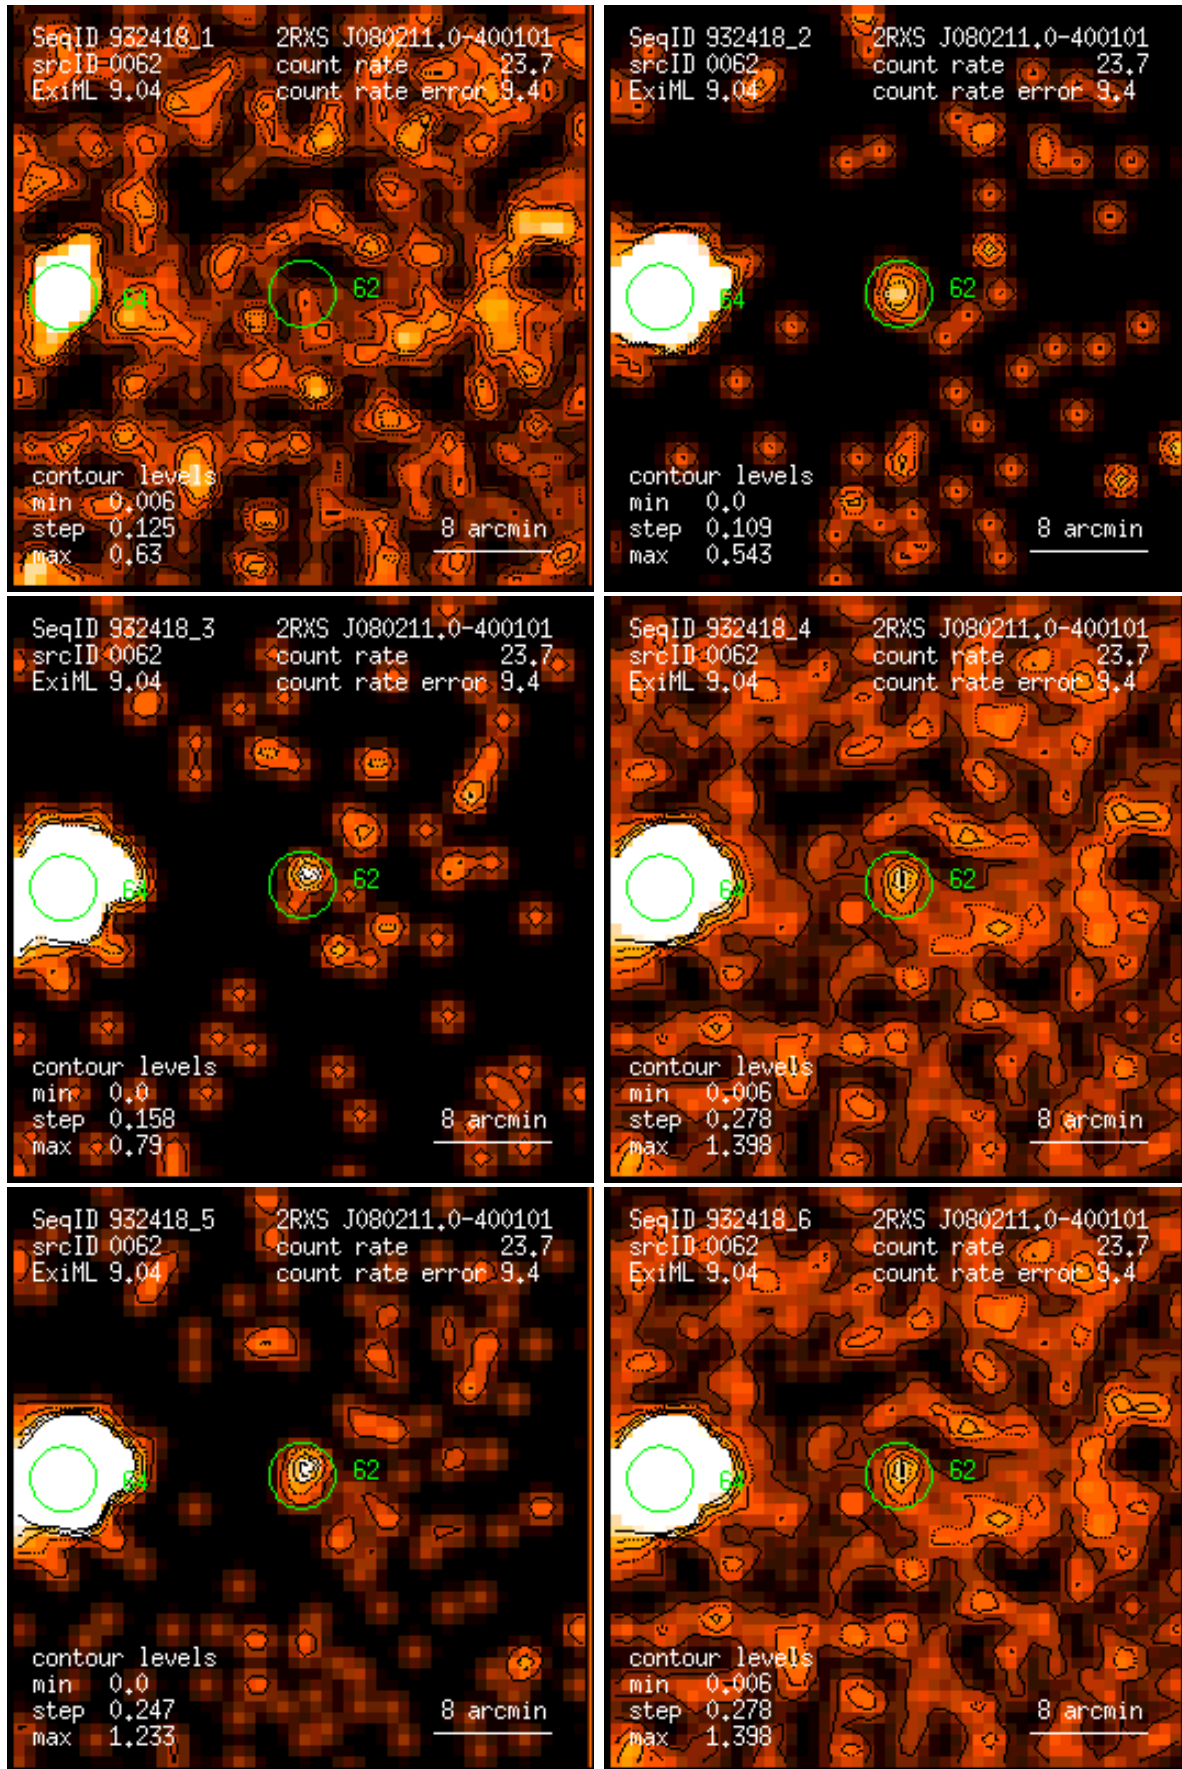 SeqID 932418_1 2RXS J080211.0-400101
srcID 0062 count rate 23.7
ExiML 9.04 count rate error 9.4
64 62
contour levels
min 0.006
step 0.125 8 arcmin
max 0.63
SeqID 932418_2 2RXS J080211.0-400101
srcID 0062 count rate 23.7
ExiML 9.04 count rate error 9.4
64 62
contour levels
min 0.0
step 0.109 8 arcmin
max 0.543
SeqID 932418_3 2RXS J080211.0-400101
srcID 0062 count rate 23.7
ExiML 9.04 count rate error 9.4
64 62
contour levels
min 0.0
step 0.158 8 arcmin
max 0.79
SeqID 932418_4 2RXS J080211.0-400101
srcID 0062 count rate 23.7
ExiML 9.04 count rate error 9.4
64 62
contour levels
min 0.006
step 0.278 8 arcmin
max 1.398
SeqID 932418_5 2RXS J080211.0-400101
srcID 0062 count rate 23.7
ExiML 9.04 count rate error 9.4
64 62
contour levels
min 0.0
step 0.247 8 arcmin
max 1.233
SeqID 932418_6 2RXS J080211.0-400101
srcID 0062 count rate 23.7
ExiML 9.04 count rate error 9.4
64 62
contour levels
min 0.006
step 0.278 8 arcmin
max 1.398